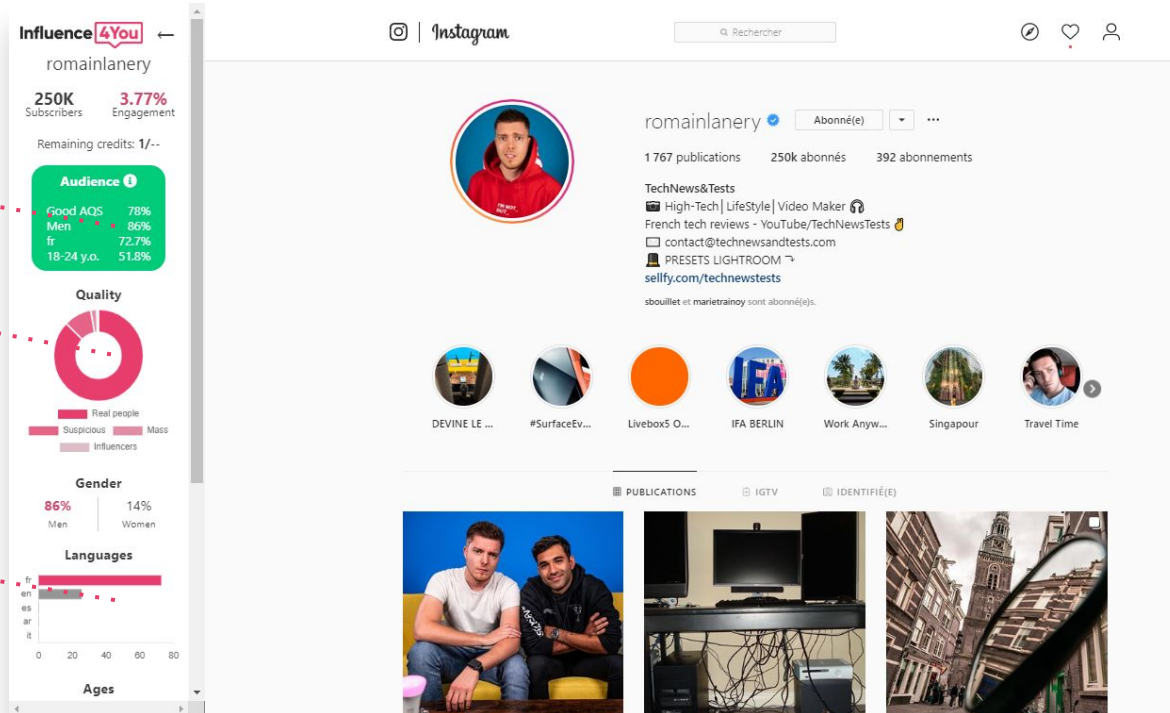 Influence 4You ←
romainlanery
250K 3.77%
Subscribers Engagement
Remaining credits: 1/--
Audience
Good AQS 78%
Men 86%
fr 72.7%
18-24 y.o. 51.8%
Quality
Real people
Suspicious Mass
Influencers
Gender
86% 14%
Men Women
Languages
fr
en
es
ar
it
0 20 40 60 80
Ages
Instagram
Rechercher
romainlanery Abonné(e) ...
1 767 publications 250k abonnés 392 abonnements
TechNews&Tests
📷 High-Tech│LifeStyle│Video Maker 🎧
French tech reviews - YouTube/TechNewsTests ✌
contact@technewsandtests.com
PRESETS LIGHTROOM
sellfy.com/technewstests
sbouillet et marietrainoy sont abonné(e)s.
DEVINE LE ... #SurfaceEv... Livebox5 O... IFA BERLIN Work Anyw... Singapour Travel Time
IFA
PUBLICATIONS IGTV IDENTIFIÉ(E)